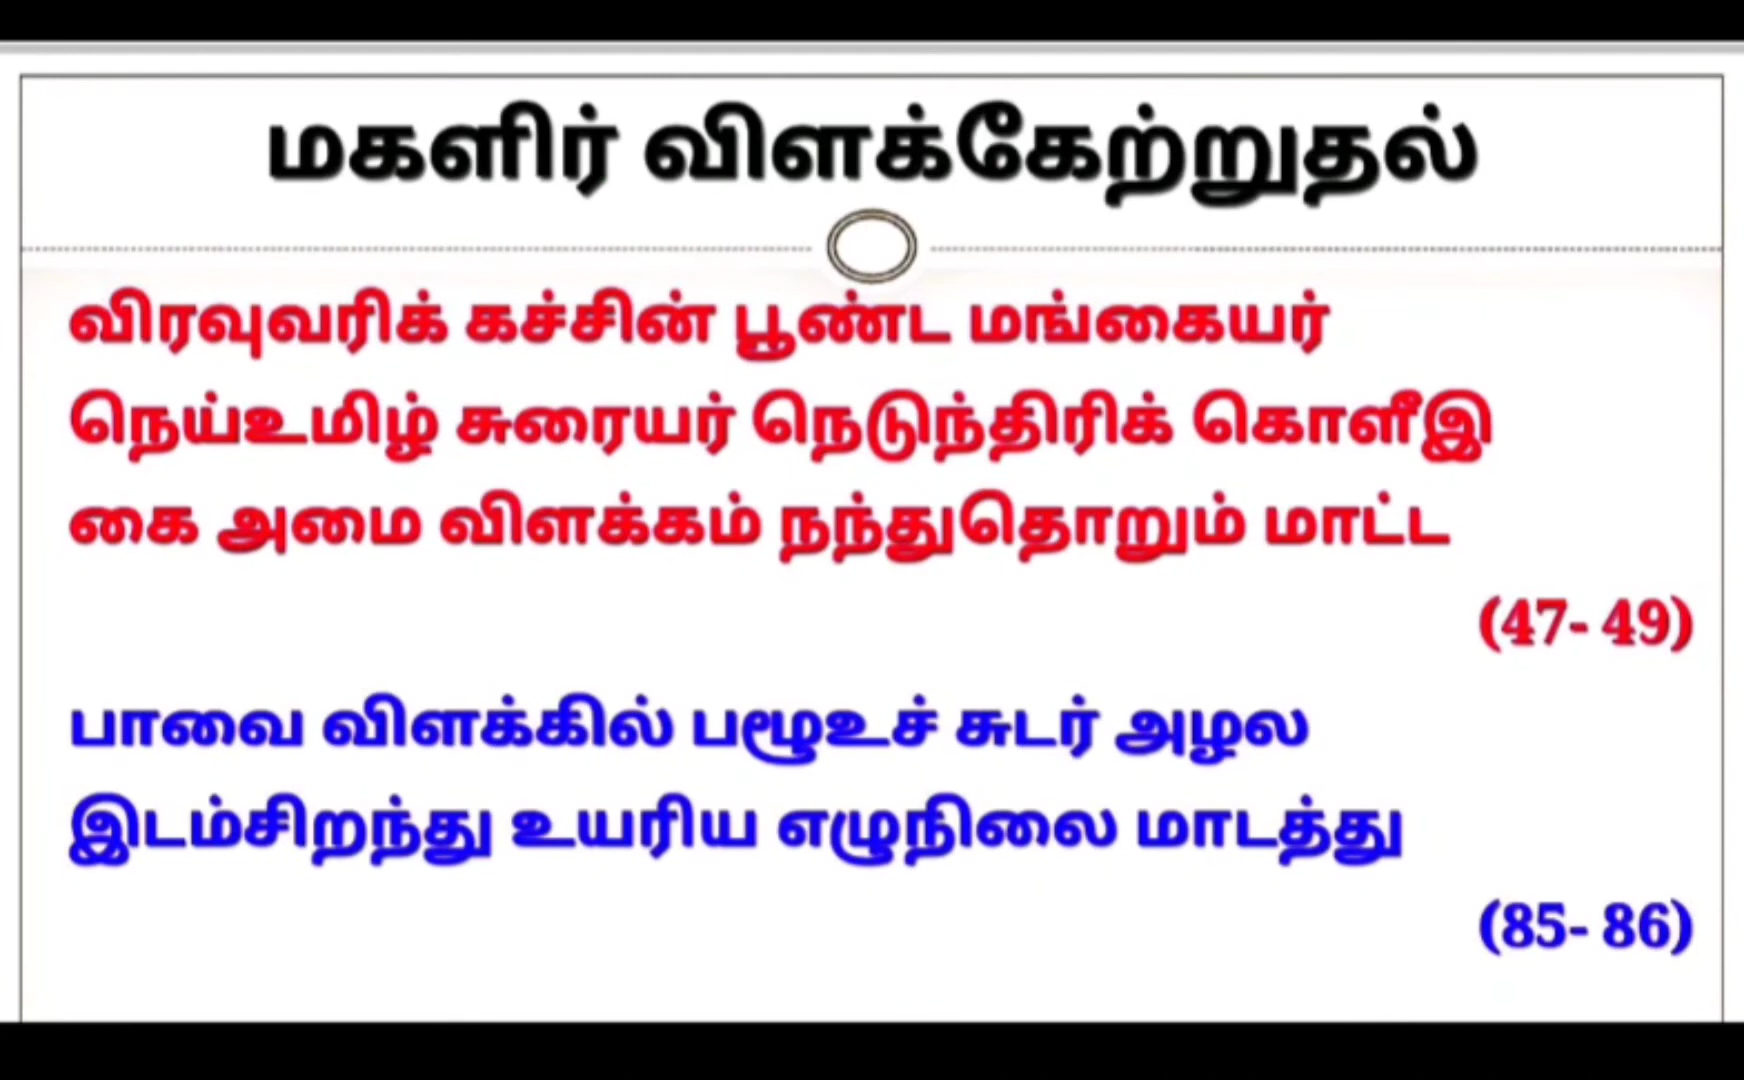 மகளிர் விளக்கேற்றுதல்
விரவுவரிக் கச்சின் பூண்ட மங்கையர்
நெய்உமிழ் சுரையர் நெடுந்திரிக் கொளீஇ
கை அமை விளக்கம் நந்துதொறும் மாட்ட
(47- 49)
பாவை விளக்கில் பழூஉச் சுடர் அழல
இடம்சிறந்து உயரிய எழுநிலை மாடத்து
(85- 86)